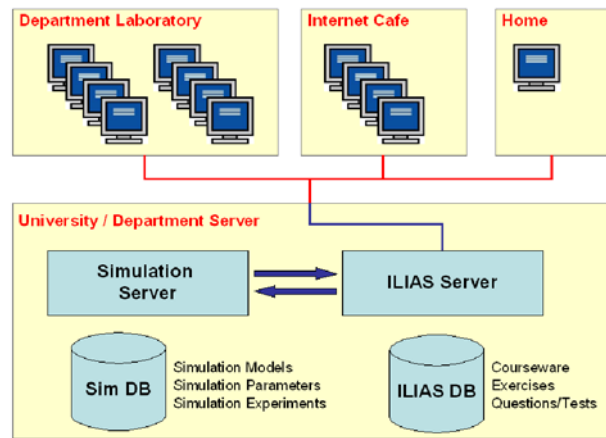 Department Laboratory
Internet Cafe
Home
University / Department Server
Simulation
Server
ILIAS Server
Sim DB
Simulation Models
Simulation Parameters
Simulation Experiments
ILIAS DB
Courseware
Exercises
Questions/Tests